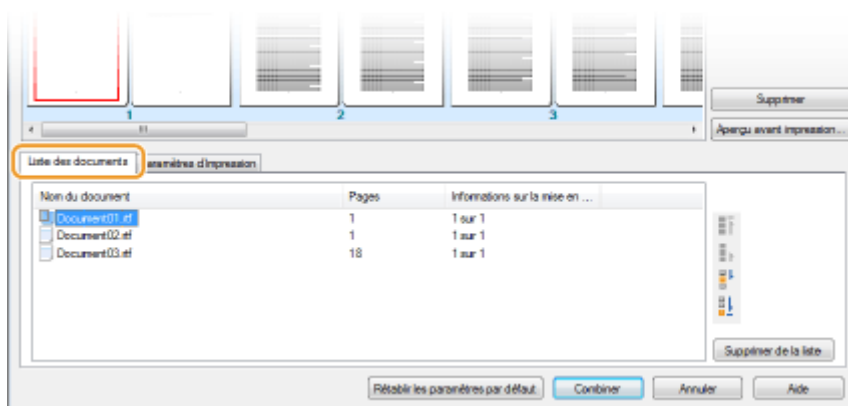 1 2 3
Supprimer
Aperçu avant impression...
Liste des documents Paramètres d'impression
Nom du document Pages Informations sur la mise en ...
Document01.rtf 1 1 sur 1
Document02.rtf 1 1 sur 1
Document03.rtf 18 1 sur 1
Supprimer de la liste
Rétablir les paramètres par défaut Combiner Annuler Aide